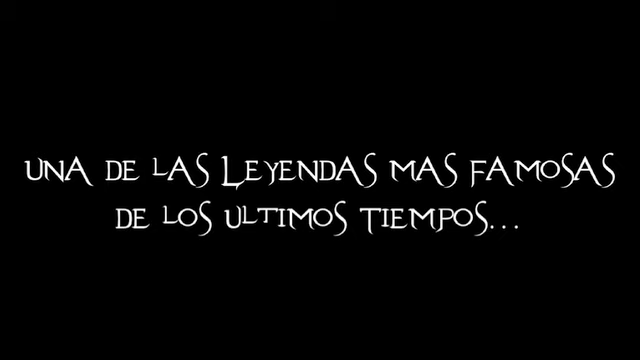 UNA DE LAS LEYENDAS MAS FAMOSAS
DE LOS ULTIMOS TIEMPOS...